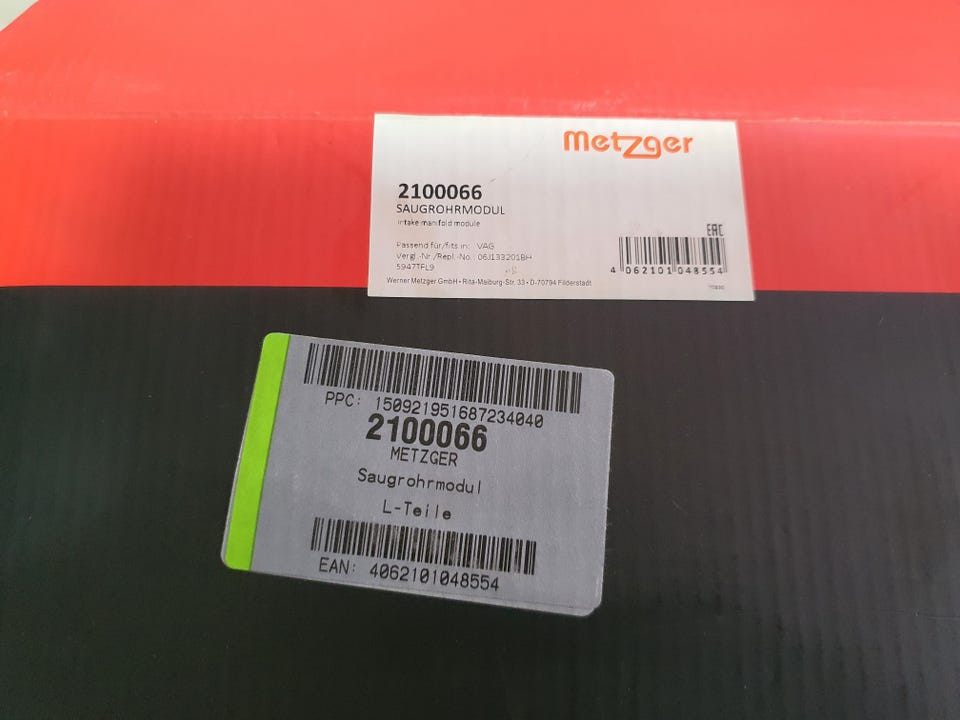 Metzger
2100066
SAUGROHRMODUL
intake manifold module
EAC
Passend für/fits in: VAG
Vergl.-Nr./Repl.-No.: 06J133201BH
5947TFL9
4 062101 048554
Werner Metzger GmbH • Rita-Maiburg-Str. 33 • D-70794 Filderstadt
PPC: 150921951687234040
2100066
METZGER
Saugrohrmodul
L-Teile
EAN: 4062101048554